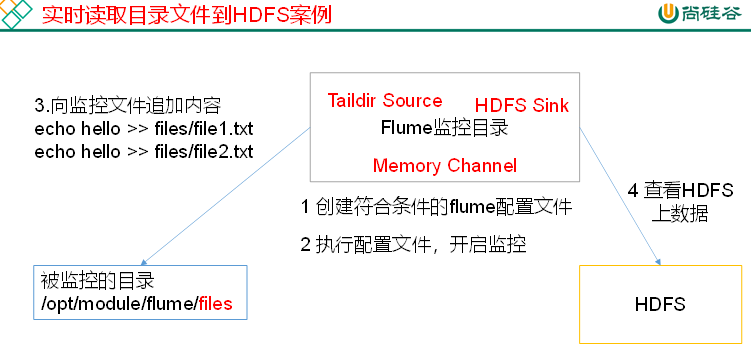 实时读取目录文件到HDFS案例
尚硅谷
3.向监控文件追加内容
echo hello >> files/file1.txt
echo hello >> files/file2.txt
Taildir Source
HDFS Sink
Flume监控目录
Memory Channel
1 创建符合条件的flume配置文件
2 执行配置文件，开启监控
4 查看HDFS
上数据
被监控的目录
/opt/module/flume/files
HDFS